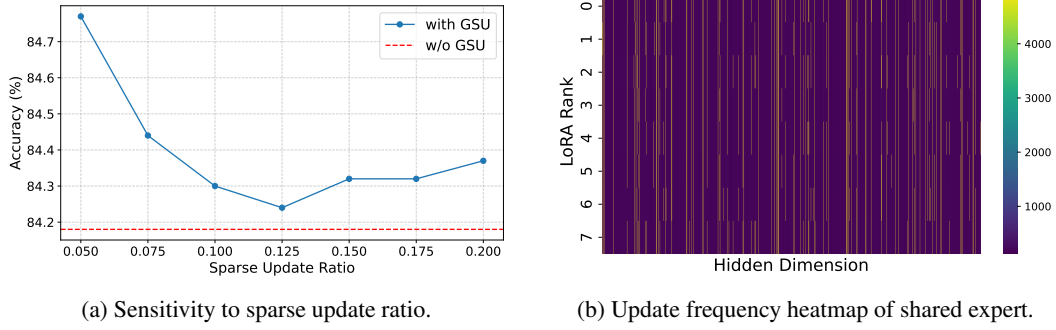 84.7
84.6
84.5
84.4
84.3
84.2
Accuracy (%)
with GSU
w/o GSU
0.050 0.075 0.100 0.125 0.150 0.175 0.200
Sparse Update Ratio
(a) Sensitivity to sparse update ratio.
LoRA Rank
0
1
2
3
4
5
6
7
Hidden Dimension
4000
3000
2000
1000
(b) Update frequency heatmap of shared expert.